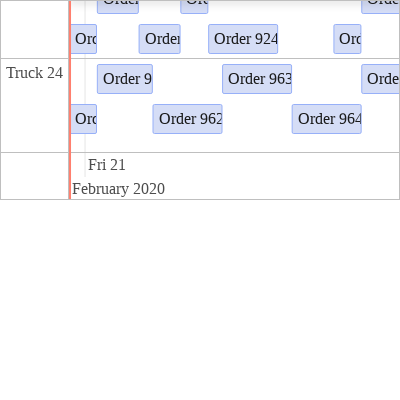 Order
Or
Orde
Orc
Order
Order 924
Orc
Truck 24
Order 9
Order 963
Orde
Orc
Order 962
Order 964
Fri 21
February 2020